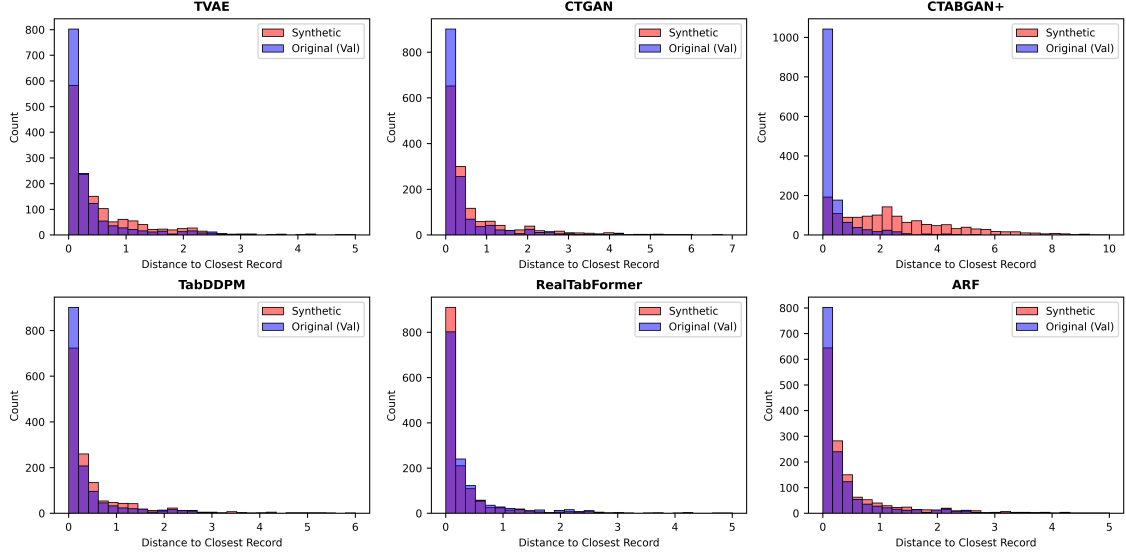 TVAE
Synthetic
Original (Val)
Count
800
700
600
500
400
300
200
100
0
0 1 2 3 4 5
Distance to Closest Record
CTGAN
Synthetic
Original (Val)
Count
800
600
400
200
0
0 1 2 3 4 5 6 7
Distance to Closest Record
CTABGAN+
Synthetic
Original (Val)
Count
1000
800
600
400
200
0
0 2 4 6 8 10
Distance to Closest Record
TabDDPM
Synthetic
Original (Val)
Count
800
600
400
200
0
0 1 2 3 4 5 6
Distance to Closest Record
RealTabFormer
Synthetic
Original (Val)
Count
800
600
400
200
0
0 1 2 3 4 5
Distance to Closest Record
ARF
Synthetic
Original (Val)
Count
800
700
600
500
400
300
200
100
0
0 1 2 3 4 5
Distance to Closest Record